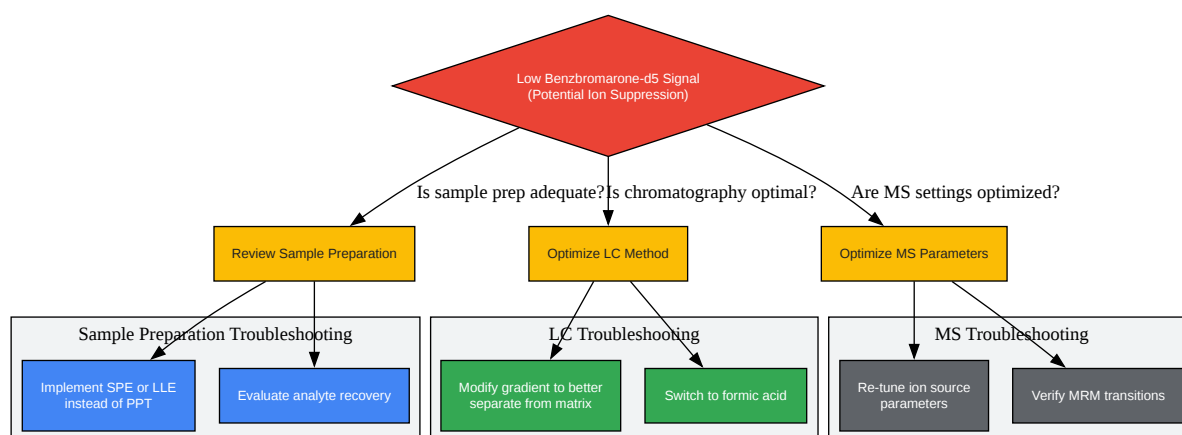 Low Benzbromarone-d5 Signal
(Potential Ion Suppression)
Is sample prep adequate?
Is chromatography optimal?
Are MS settings optimized?
Review Sample Preparation
Optimize LC Method
Optimize MS Parameters
Sample Preparation Troubleshooting
LC Troubleshooting
MS Troubleshooting
Implement SPE or LLE
instead of PPT
Evaluate analyte recovery
Modify gradient to better
separate from matrix
Switch to formic acid
Re-tune ion source
parameters
Verify MRM transitions